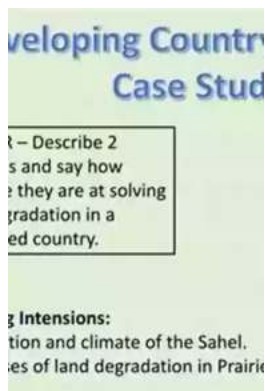 veloping Countr
Case Stud
R – Describe 2
s and say how
e they are at solving
gradation in a
ed country.
g Intensions:
tion and climate of the Sahel.
es of land degradation in Prairie